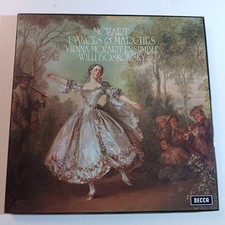 MOZART
DANCES & MARCHES
VIENNA MOZART ENSEMBLE
WILLI BOSKOVSKY
DECCA